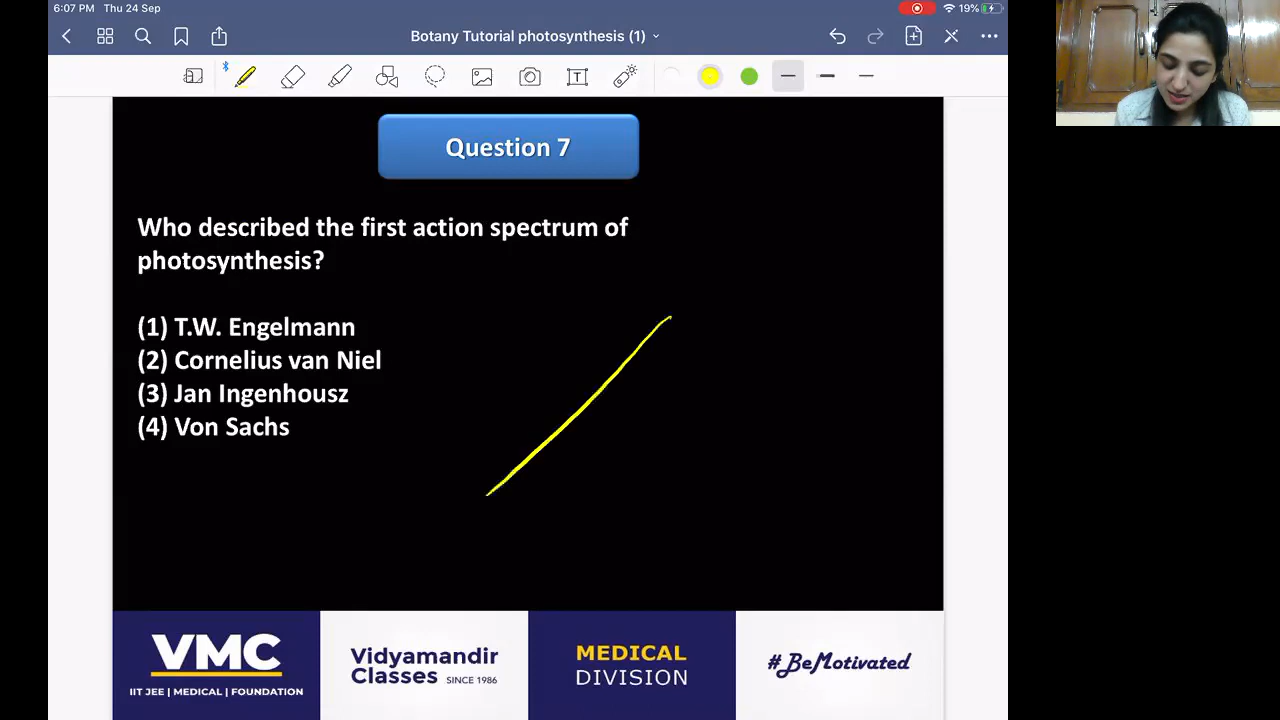 6:07 PM Thu 24 Sep
19%
Botany Tutorial photosynthesis (1)
T
Question 7
Who described the first action spectrum of
photosynthesis?
(1) T.W. Engelmann
(2) Cornelius van Niel
(3) Jan Ingenhousz
(4) Von Sachs
VMC
IIT JEE | MEDICAL | FOUNDATION
Vidyamandir
Classes SINCE 1986
MEDICAL
DIVISION
#BeMotivated